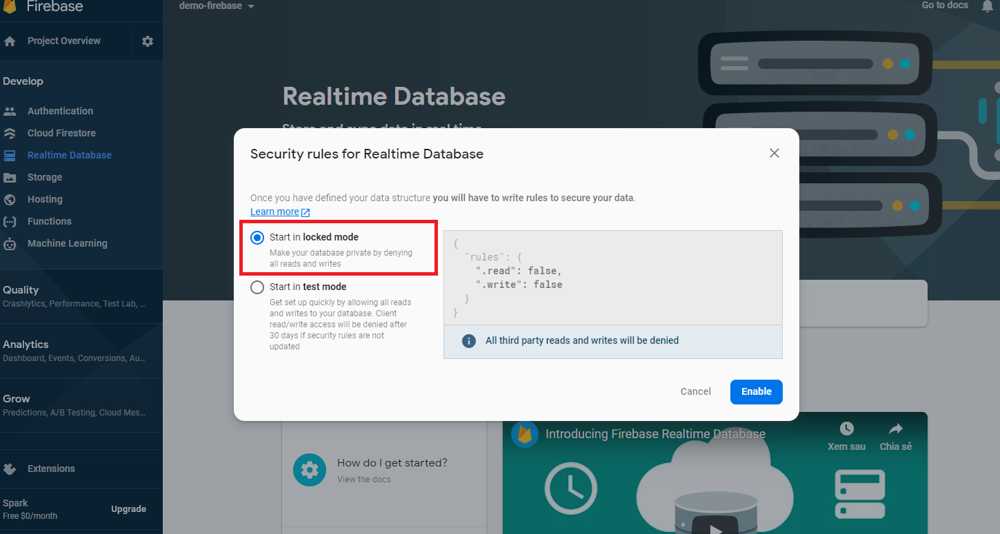 Firebase
demo-firebase
Go to docs
Project Overview
Develop
Authentication
Cloud Firestore
Realtime Database
Storage
Hosting
Functions
Machine Learning
Quality
Crashlytics, Performance, Test Lab, ...
Analytics
Dashboard, Events, Conversions, Au...
Grow
Predictions, A/B Testing, Cloud Mes...
Extensions
Spark
Free $0/month
Upgrade
Realtime Database
Store and sync data in real time
Security rules for Realtime Database
Once you have defined your data structure you will have to write rules to secure your data.
Learn more
Start in locked mode
Make your database private by denying
all reads and writes
Start in test mode
Get set up quickly by allowing all reads
and writes to your database. Client
read/write access will be denied after
30 days if security rules are not
updated
{
"rules": {
".read": false,
".write": false
}
}
All third party reads and writes will be denied
Cancel
Enable
How do I get started?
View the docs
Introducing Firebase Realtime Database
Xem sau
Chia sẻ